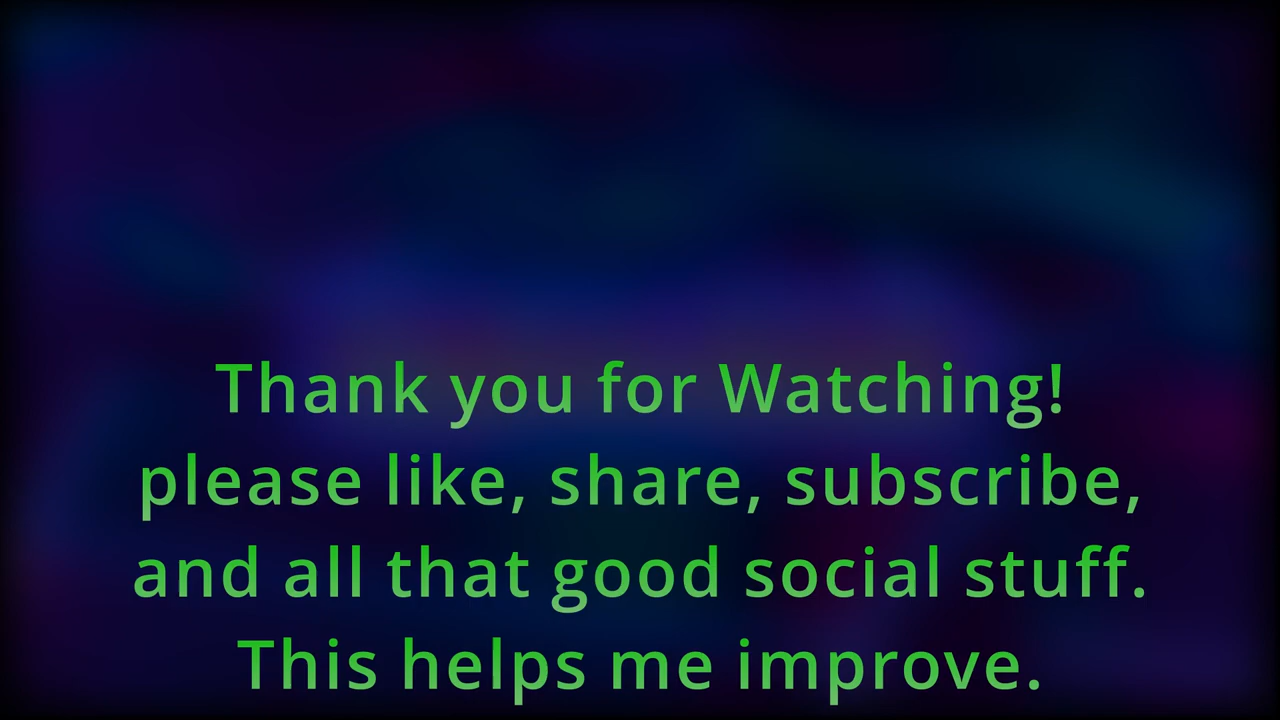 Thank you for Watching!
please like, share, subscribe,
and all that good social stuff.
This helps me improve.